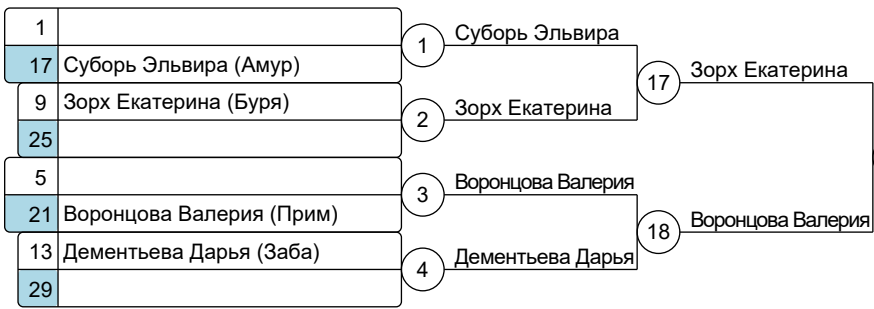 1
17 Суборь Эльвира (Амур)
9 Зорх Екатерина (Буря)
25
5
21 Воронцова Валерия (Прим)
13 Дементьева Дарья (Заба)
29
1 Суборь Эльвира
2 Зорх Екатерина
3 Воронцова Валерия
4 Дементьева Дарья
17 Зорх Екатерина
18 Воронцова Валерия